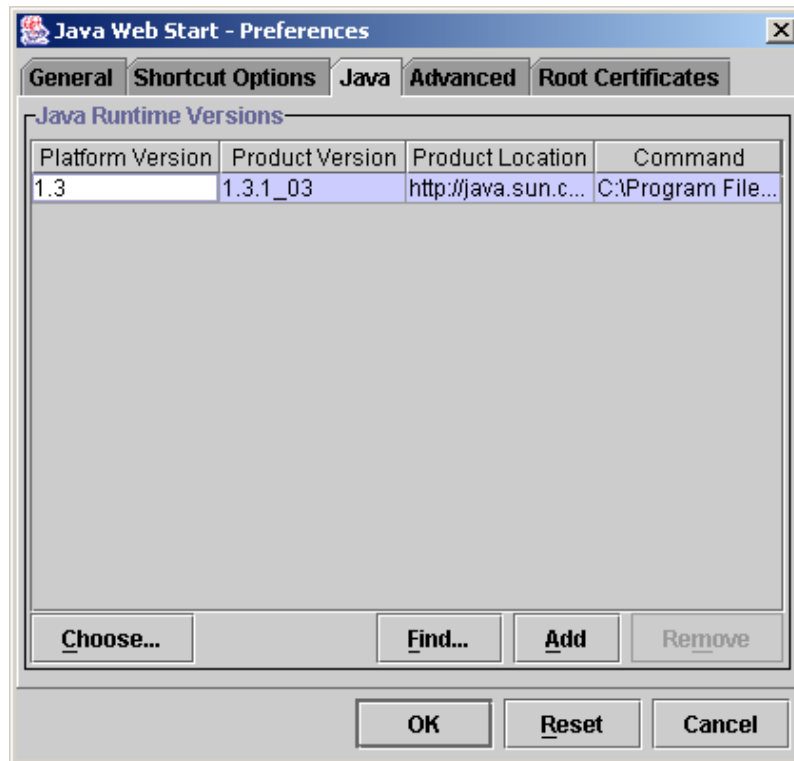 Java Web Start - Preferences
General Shortcut Options Java Advanced Root Certificates
Java Runtime Versions
Platform Version Product Version Product Location Command
1.3 1.3.1_03 http://java.sun.c... C:\Program File...
Choose... Find... Add Remove
OK Reset Cancel